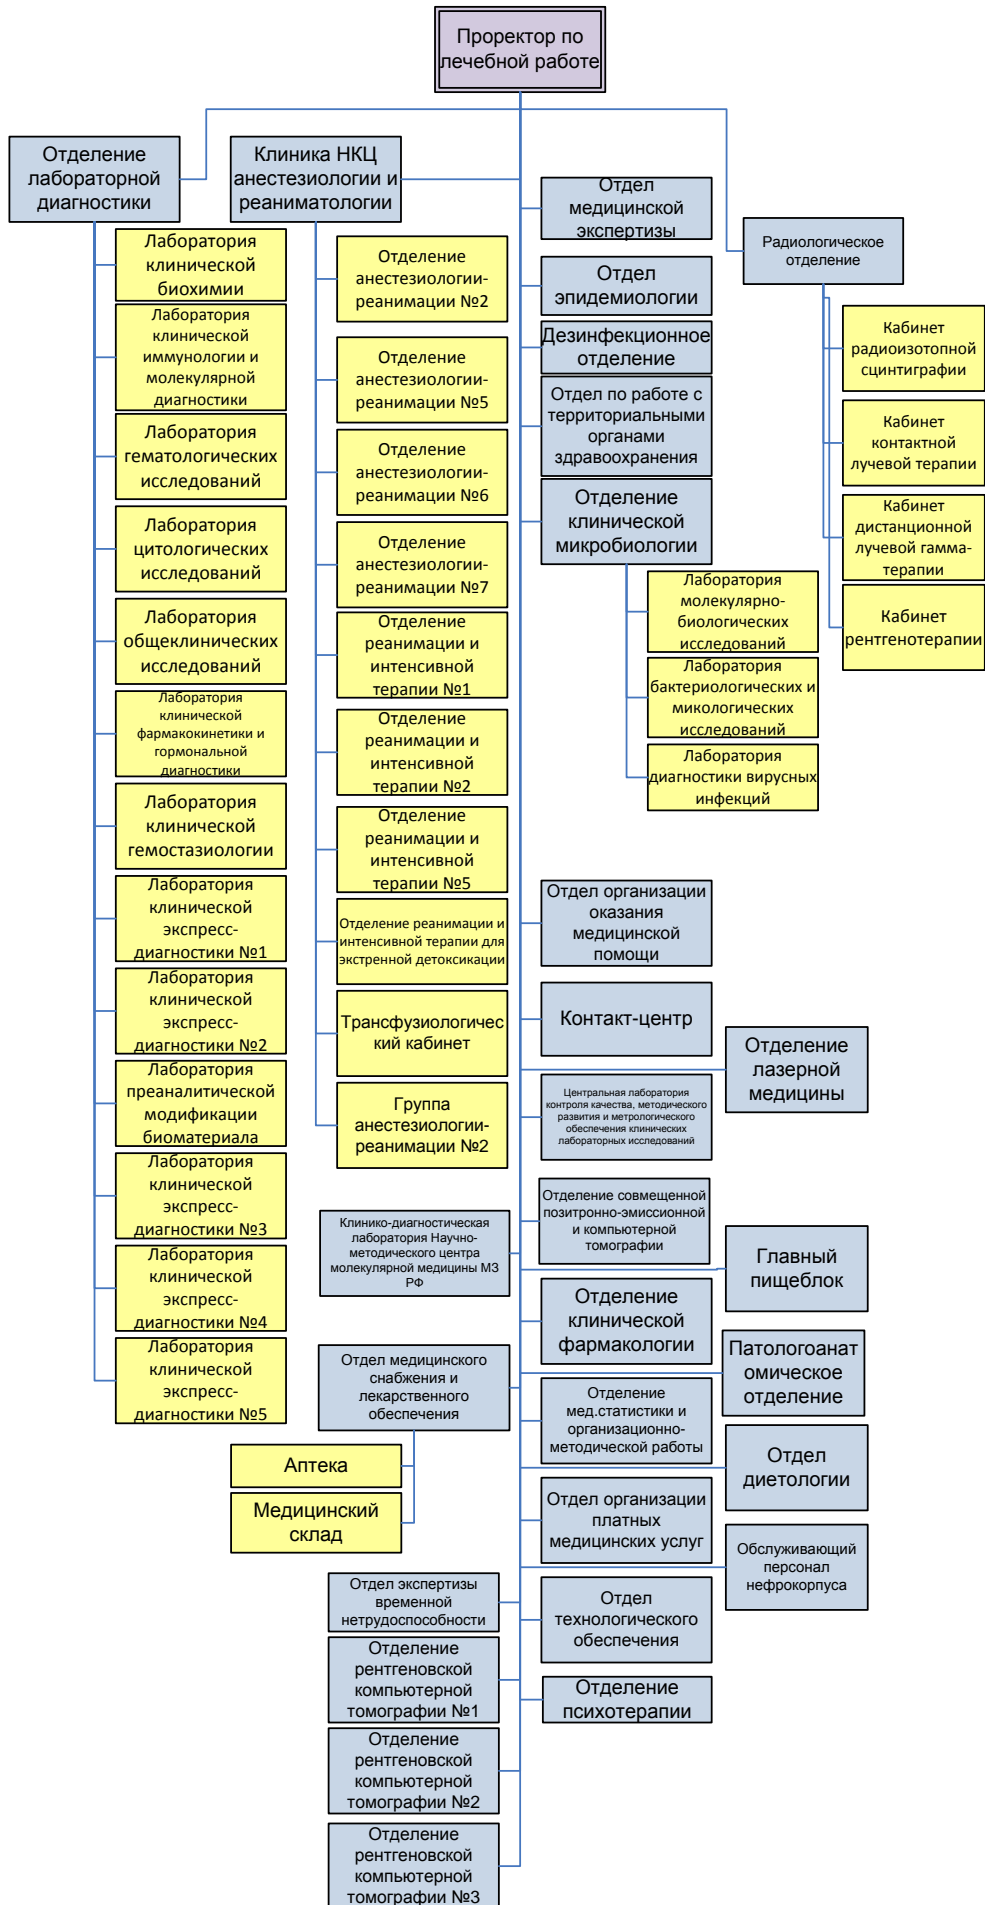 Проректор по
лечебной работе
Отделение
лабораторной
диагностики
Лаборатория
клинической
биохимии
Лаборатория
клинической
иммунологии и
молекулярной
диагностики
Лаборатория
гематологических
исследований
Лаборатория
цитологических
исследований
Лаборатория
общеклинических
исследований
Лаборатория
клинической
фармакокинетики и
гормональной
диагностики
Лаборатория
клинической
гемостазиологии
Лаборатория
клинической
экспресс-
диагностики №1
Лаборатория
клинической
экспресс-
диагностики №2
Лаборатория
преаналитической
модификации
биоматериала
Лаборатория
клинической
экспресс-
диагностики №3
Лаборатория
клинической
экспресс-
диагностики №4
Лаборатория
клинической
экспресс-
диагностики №5
Клиника НКЦ
анестезиологии и
реаниматологии
Отделение
анестезиологии-
реанимации №2
Отделение
анестезиологии-
реанимации №5
Отделение
анестезиологии-
реанимации №6
Отделение
анестезиологии-
реанимации №7
Отделение
реанимации и
интенсивной
терапии №1
Отделение
реанимации и
интенсивной
терапии №2
Отделение
реанимации и
интенсивной
терапии №5
Отделение реанимации и
интенсивной терапии для
экстренной детоксикации
Трансфузиологичес
кий кабинет
Группа
анестезиологии-
реанимации №2
Клинико-диагностическая
лаборатория Научно-
методического центра
молекулярной медицины МЗ
РФ
Отдел медицинского
снабжения и
лекарственного
обеспечения
Аптека
Медицинский
склад
Отдел экспертизы
временной
нетрудоспособности
Отделение
рентгеновской
компьютерной
томографии №1
Отделение
рентгеновской
компьютерной
томографии №2
Отделение
рентгеновской
компьютерной
томографии №3
Отдел
медицинской
экспертизы
Отдел
эпидемиологии
Дезинфекционное
отделение
Отдел по работе с
территориальными
органами
здравоохранения
Отделение
клинической
микробиологии
Лаборатория
молекулярно-
биологических
исследований
Лаборатория
бактериологических и
микологических
исследований
Лаборатория
диагностики вирусных
инфекций
Отдел организации
оказания
медицинской
помощи
Контакт-центр
Центральная лаборатория
контроля качества, методического
развития и метрологического
обеспечения клинических
лабораторных исследований
Отделение совмещенной
позитронно-эмиссионной
и компьютерной
томографии
Отделение
клинической
фармакологии
Отделение
мед.статистики и
организационно-
методической работы
Отдел организации
платных
медицинских услуг
Отдел
технологического
обеспечения
Отделение
психотерапии
Радиологическое
отделение
Кабинет
радиоизотопной
сцинтиграфии
Кабинет
контактной
лучевой терапии
Кабинет
дистанционной
лучевой гамма-
терапии
Кабинет
рентгенотерапии
Отделение
лазерной
медицины
Главный
пищеблок
Патологоанат
омическое
отделение
Отдел
диетологии
Обслуживающий
персонал
нефрокорпуса